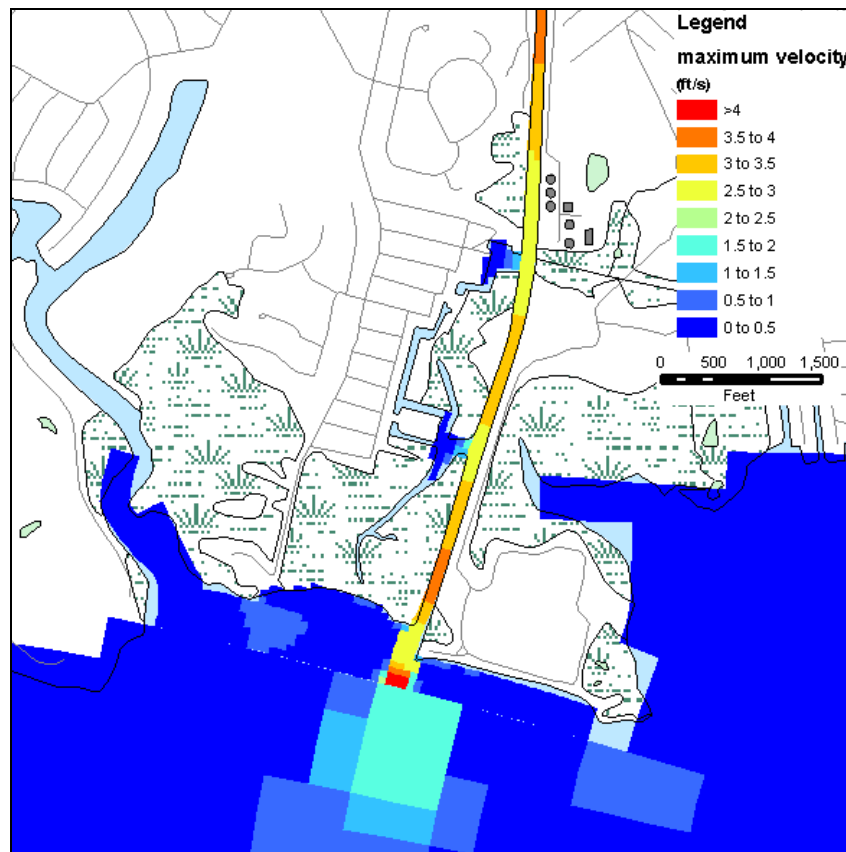 Legend
maximum velocity
(ft/s)
>4
3.5 to 4
3 to 3.5
2.5 to 3
2 to 2.5
1.5 to 2
1 to 1.5
0.5 to 1
0 to 0.5
0 500 1,000 1,500
Feet